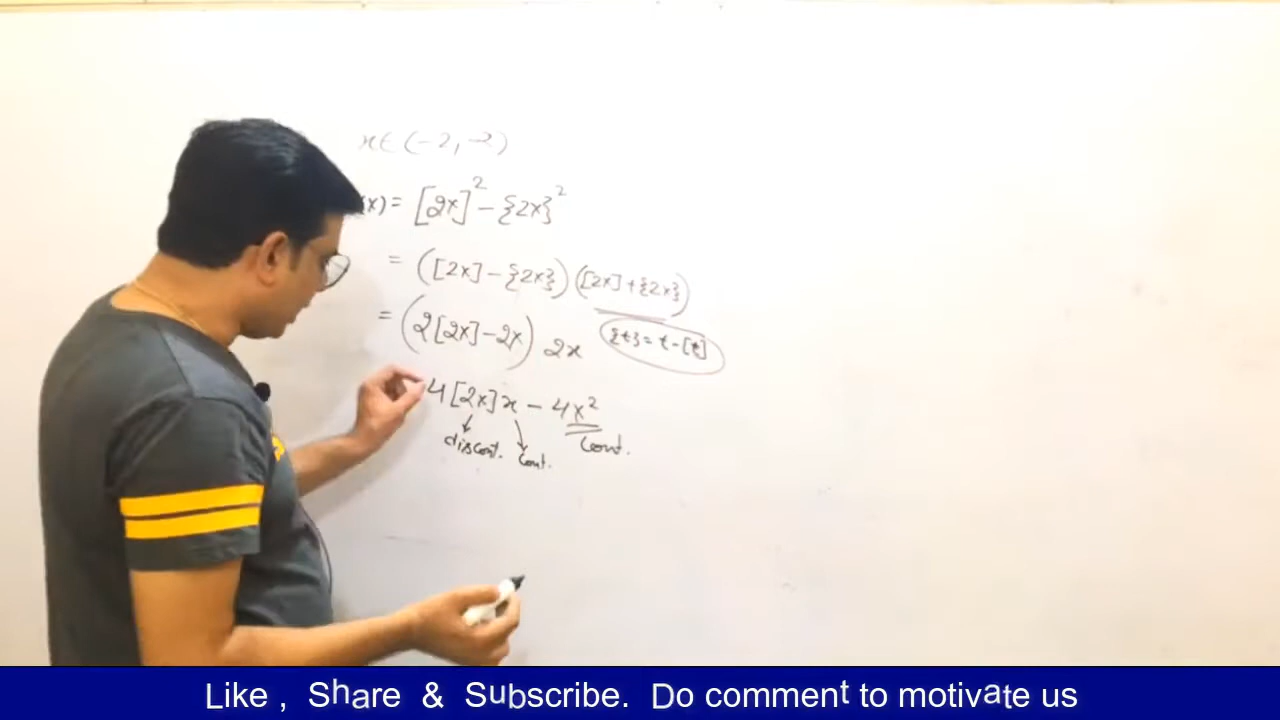 x∈(-2,-2)
(x)= [2x]²-{2x}²
= ([2x]-{2x})([2x]+{2x})
= (2[2x]-2x) 2x {t}=t-[t]
4[2x]x - 4x²
discont. cont. cont.
Like , Share & Subscribe. Do comment to motivate us